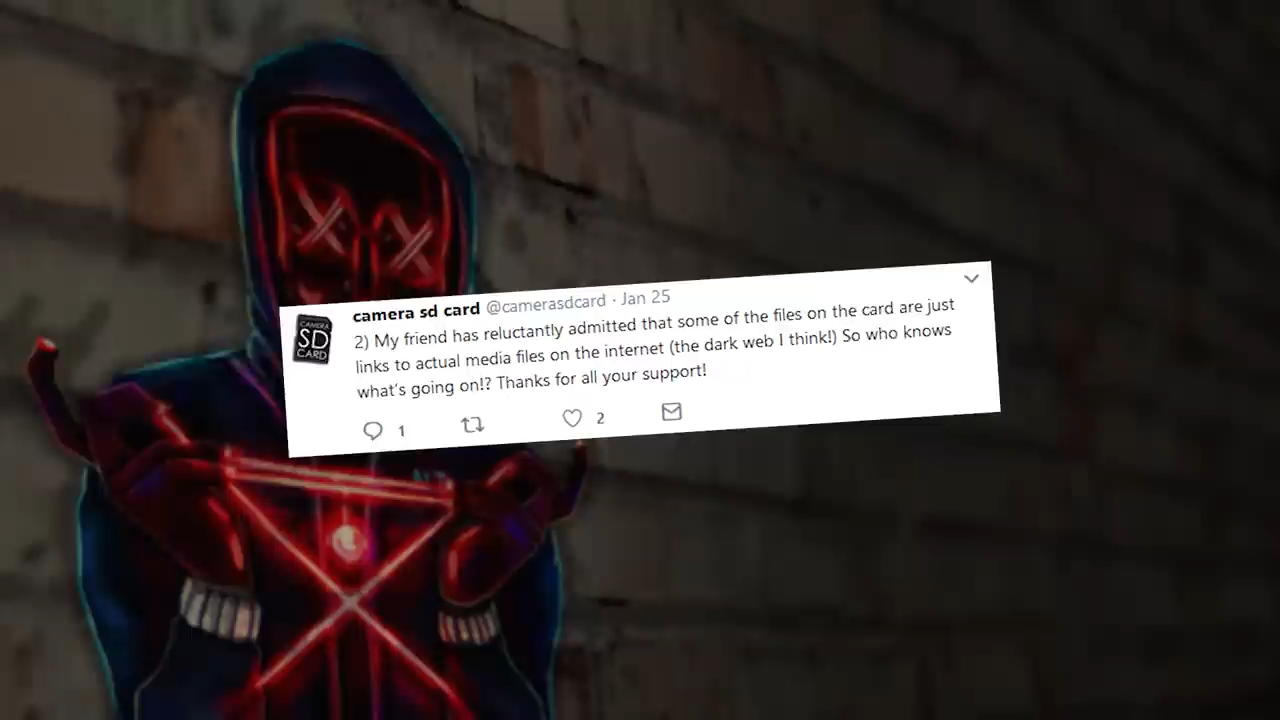 camera sd card @camerasdcard · Jan 25
CAMERA
SD
CARD
2) My friend has reluctantly admitted that some of the files on the card are just
links to actual media files on the internet (the dark web I think!) So who knows
what's going on!? Thanks for all your support!
1
2